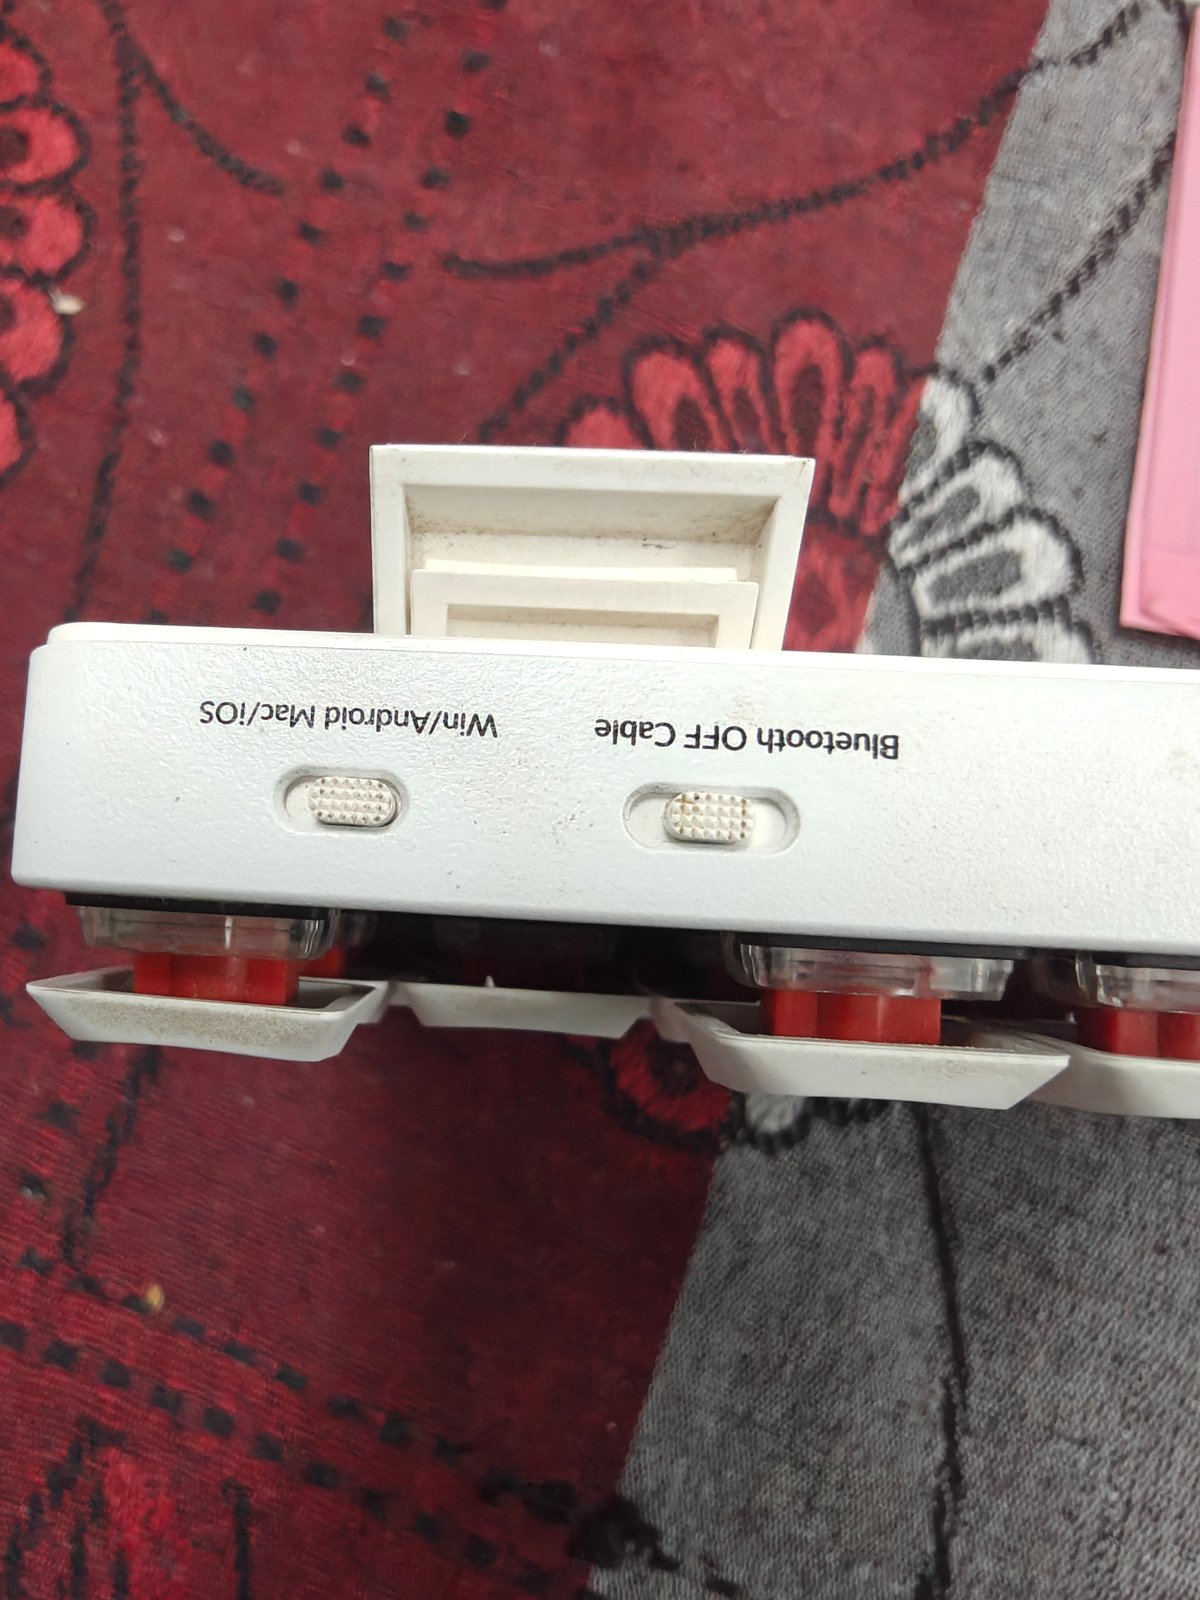 Bluetooth OFF Cable
Win/Android Mac/iOS